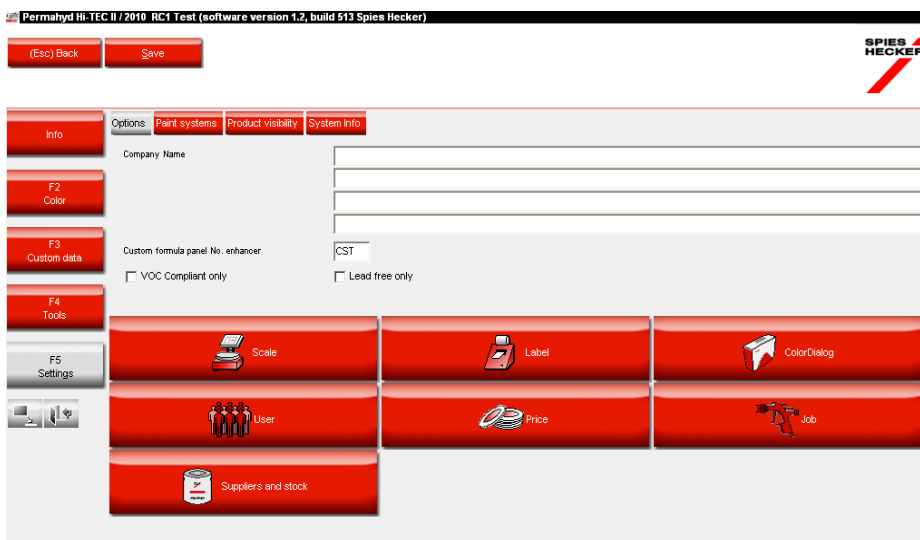 Permahyd Hi-TEC II / 2010 RC1 Test (software version 1.2, build 513 Spies Hecker)
(Esc) Back
Save
SPIES
HECKER
Info
F2
Color
F3
Custom data
F4
Tools
F5
Settings
Options Paint systems Product visibility System Info
Company Name
Custom formula panel No. enhancer CST
VOC Compliant only Lead free only
Scale Label ColorDialog
User Price Job
Suppliers and stock